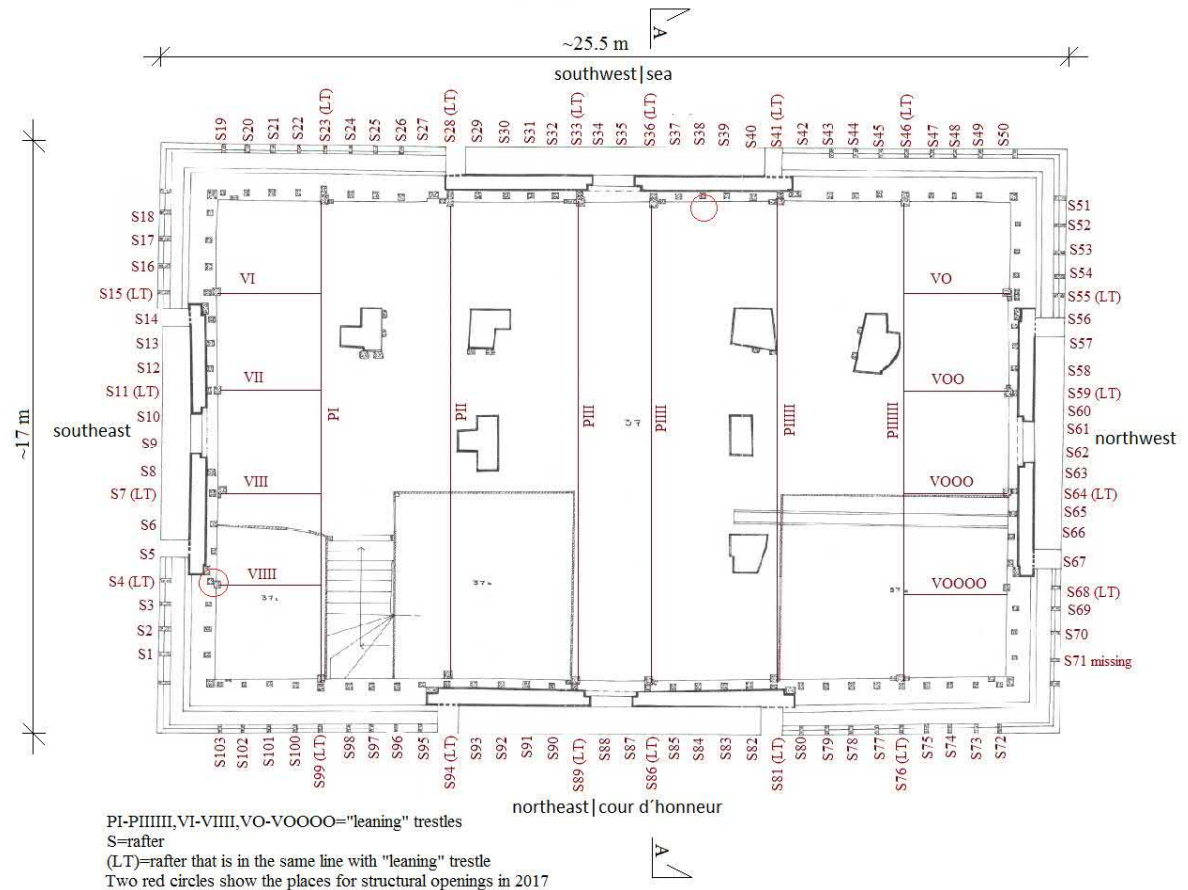 A
~25.5 m
southwest|sea
S19
S20
S21
S22
S23 (LT)
S24
S25
S26
S27
S28 (LT)
S29
S30
S31
S32
S33 (LT)
S34
S35
S36 (LT)
S37
S38
S39
S40
S41 (LT)
S42
S43
S44
S45
S46 (LT)
S47
S48
S49
S50
S18
S17
S16
S15 (LT)
S14
S13
S12
S11 (LT)
S10
S9
S8
S7 (LT)
S6
S5
S4 (LT)
S3
S2
S1
~17 m
southeast
VI
VII
VIII
VIIII
PI
PII
PIII
PIIII
PIIIII
PIIIIII
VO
VOO
VOOO
VOOOO
37
S51
S52
S53
S54
S55 (LT)
S56
S57
S58
S59 (LT)
S60
S61
S62
S63
S64 (LT)
S65
S66
S67
S68 (LT)
S69
S70
S71 missing
northwest
S103
S102
S101
S100
S99 (LT)
S98
S97
S96
S95
S94 (LT)
S93
S92
S91
S90
S89 (LT)
S88
S87
S86 (LT)
S85
S84
S83
S82
S81 (LT)
S80
S79
S78
S77
S76 (LT)
S75
S74
S73
S72
northeast|cour d´honneur
A
PI-PIIIIII,VI-VIIII,VO-VOOOO="leaning" trestles
S=rafter
(LT)=rafter that is in the same line with "leaning" trestle
Two red circles show the places for structural openings in 2017